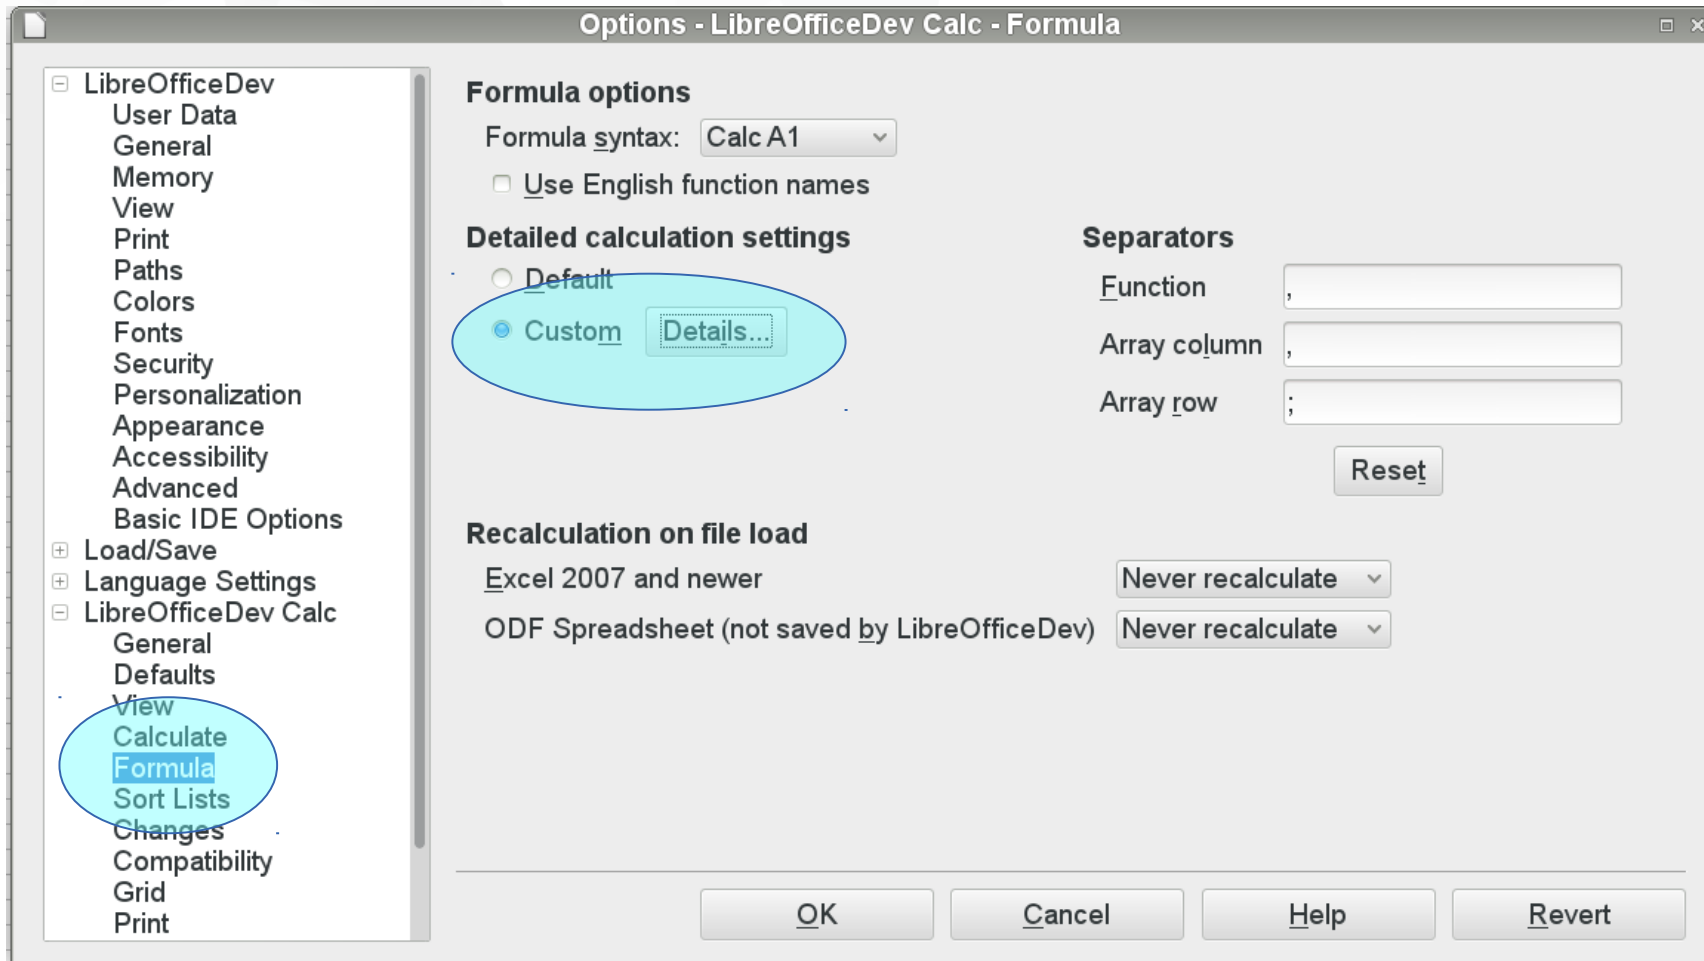 Options - LibreOfficeDev Calc - Formula
LibreOfficeDev
User Data
General
Memory
View
Print
Paths
Colors
Fonts
Security
Personalization
Appearance
Accessibility
Advanced
Basic IDE Options
Load/Save
Language Settings
LibreOfficeDev Calc
General
Defaults
View
Calculate
Formula
Sort Lists
Changes
Compatibility
Grid
Print
Formula options
Formula syntax: Calc A1
Use English function names
Detailed calculation settings
Default
Custom Details...
Separators
Function ,
Array column ,
Array row ;
Reset
Recalculation on file load
Excel 2007 and newer Never recalculate
ODF Spreadsheet (not saved by LibreOfficeDev) Never recalculate
OK Cancel Help Revert